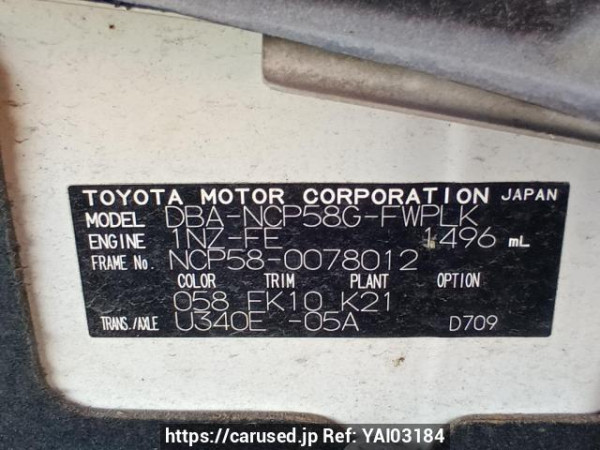 TOYOTA MOTOR CORPORATION JAPAN
MODEL DBA-NCP58G-FWPLK
ENGINE 1NZ-FE 1496 mL
FRAME No. NCP58-0078012
COLOR TRIM PLANT OPTION
058 FK10 K21
TRANS./AXLE U340E -05A D709
https://carused.jp Ref: YAI03184